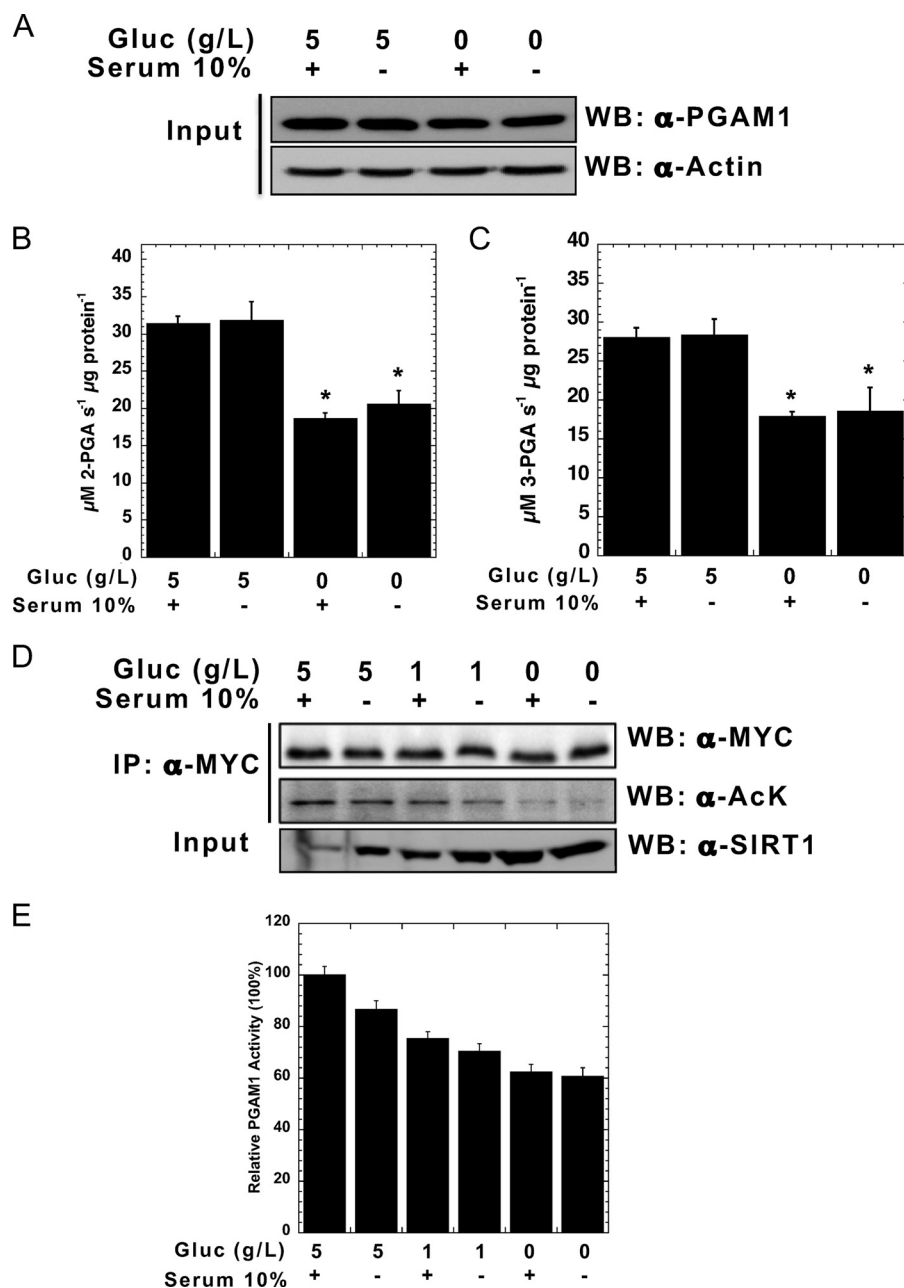 A
Gluc (g/L) 5 5 0 0
Serum 10% + - + -
Input
WB: α-PGAM1
WB: α-Actin
B
40
35
30
25
20
15
10
5
0
µM 2-PGA s⁻¹ µg protein⁻¹
* *
Gluc (g/L) 5 5 0 0
Serum 10% + - + -
C
40
35
30
25
20
15
10
5
0
µM 3-PGA s⁻¹ µg protein⁻¹
* *
5 5 0 0
Serum 10% + - + -
D
Gluc (g/L) 5 5 1 1 0 0
Serum 10% + - + - + -
IP: α-MYC
WB: α-MYC
WB: α-AcK
Input
WB: α-SIRT1
E
120
100
80
60
40
20
0
Relative PGAM1 Activity (100%)
Gluc (g/L) 5 5 1 1 0 0
Serum 10% + - + - + -